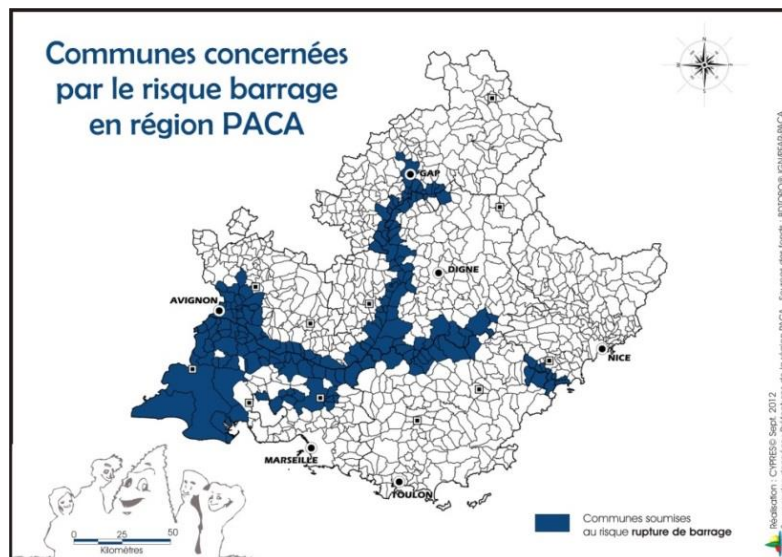 Communes concernées
par le risque barrage
en région PACA
N
S
GAP
DIGNE
AVIGNON
NICE
MARSEILLE
TOULON
0 25 50
Kilomètres
Communes soumises
au risque rupture de barrage
Réalisation : CYPRES© Sept. 2012